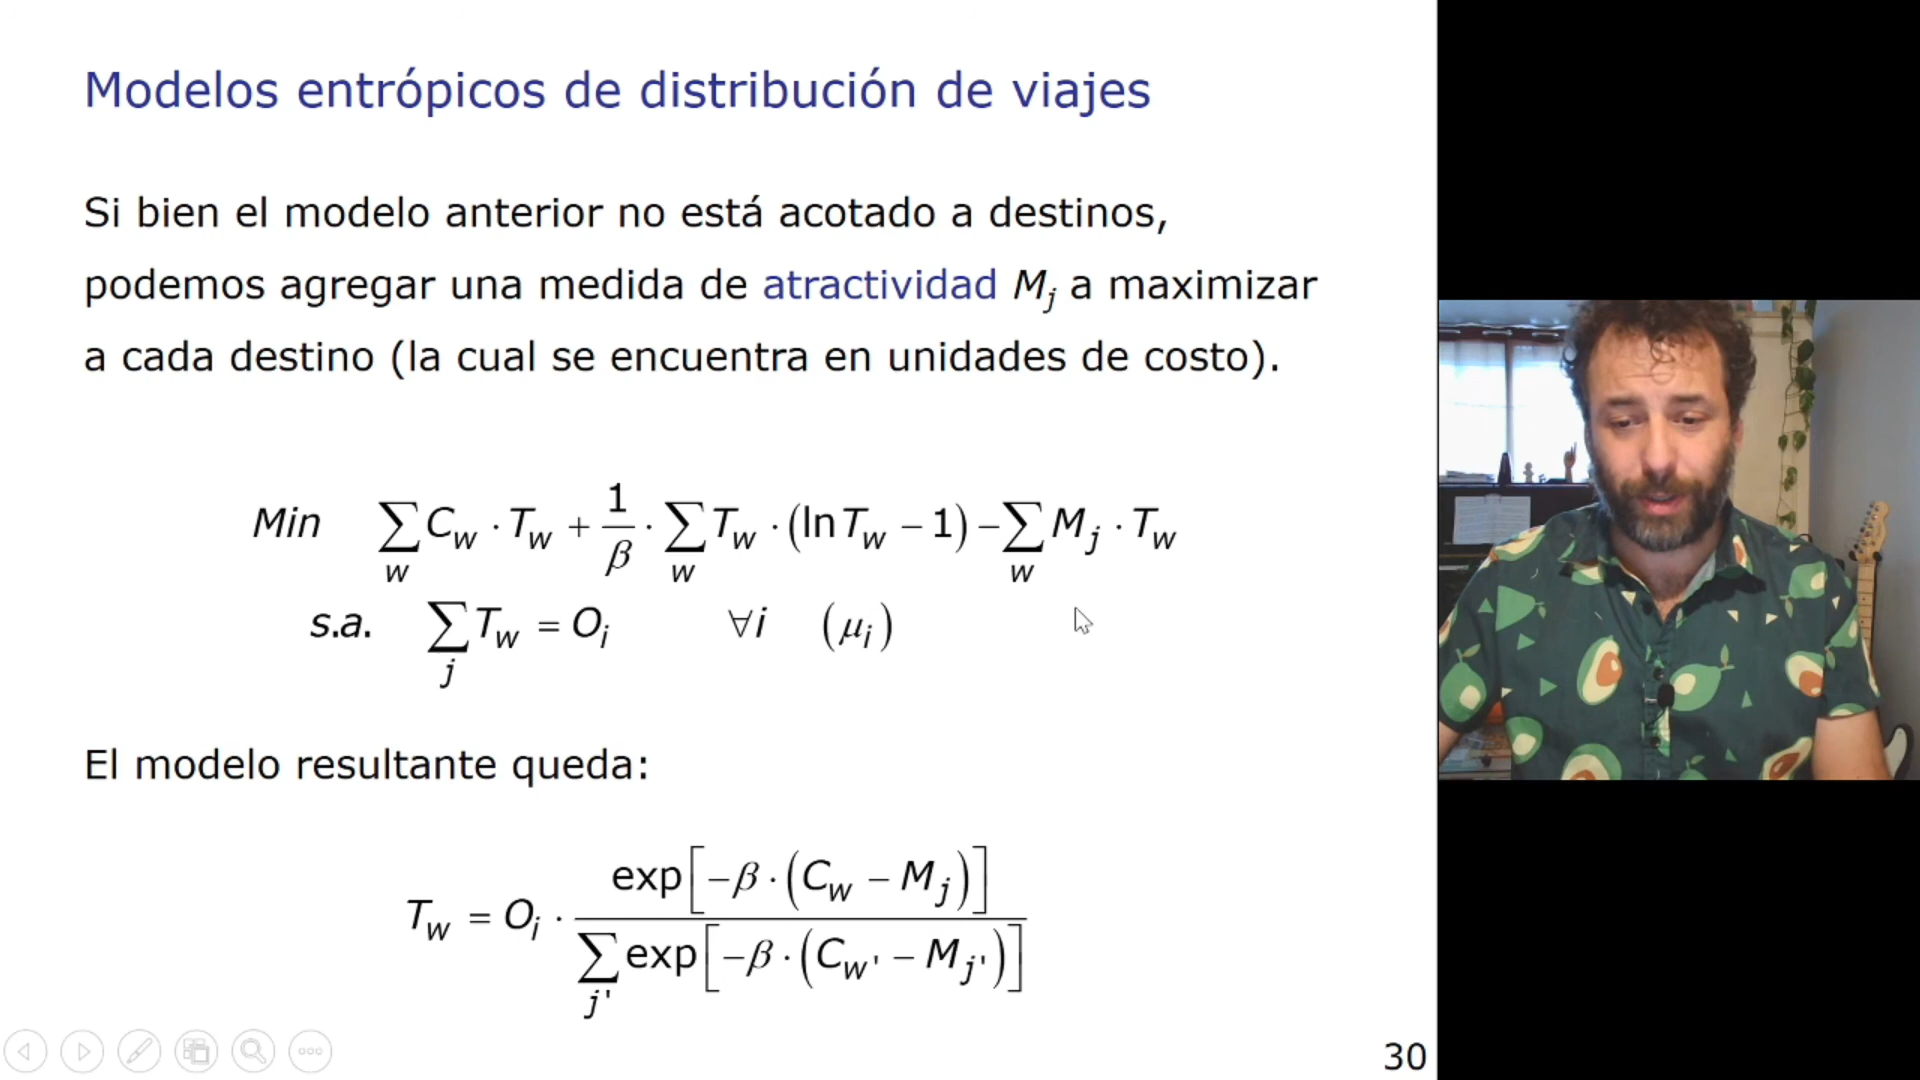 Modelos entrópicos de distribución de viajes
Si bien el modelo anterior no está acotado a destinos,
podemos agregar una medida de atractividad M_j a maximizar
a cada destino (la cual se encuentra en unidades de costo).
Min ∑_w C_w · T_w + 1/β · ∑_w T_w · (ln T_w − 1) − ∑_w M_j · T_w
s.a. ∑_j T_w = O_i ∀i (μ_i)
El modelo resultante queda:
T_w = O_i · exp[−β · (C_w − M_j)] / ∑_j' exp[−β · (C_w' − M_j')]
30